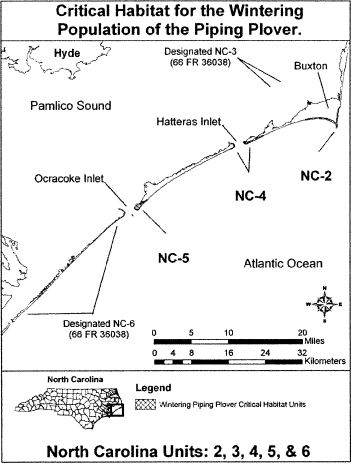 Critical Habitat for the Wintering
Population of the Piping Plover.
Hyde
Designated NC-3
(66 FR 36038)
Buxton
Pamlico Sound
Hatteras Inlet
NC-2
NC-4
Ocracoke Inlet
NC-5
Atlantic Ocean
N
W E
S
Designated NC-6
(66 FR 36038)
0 5 10 20
Miles
0 4 8 16 24 32
Kilometers
North Carolina
Legend
Wintering Piping Plover Critical Habitat Units
North Carolina Units: 2, 3, 4, 5, & 6